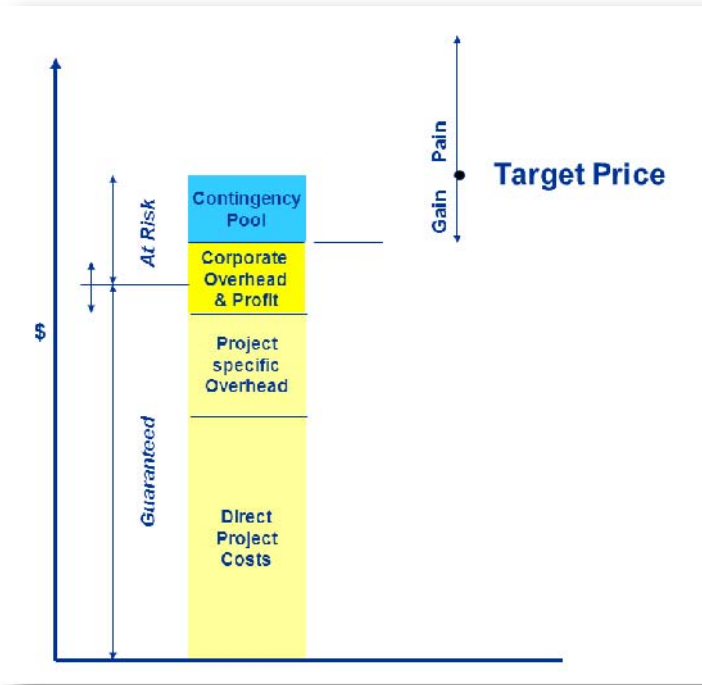 Pain
Gain
Target Price
Contingency
Pool
At Risk
Corporate
Overhead
& Profit
$
Project
specific
Overhead
Guaranteed
Direct
Project
Costs